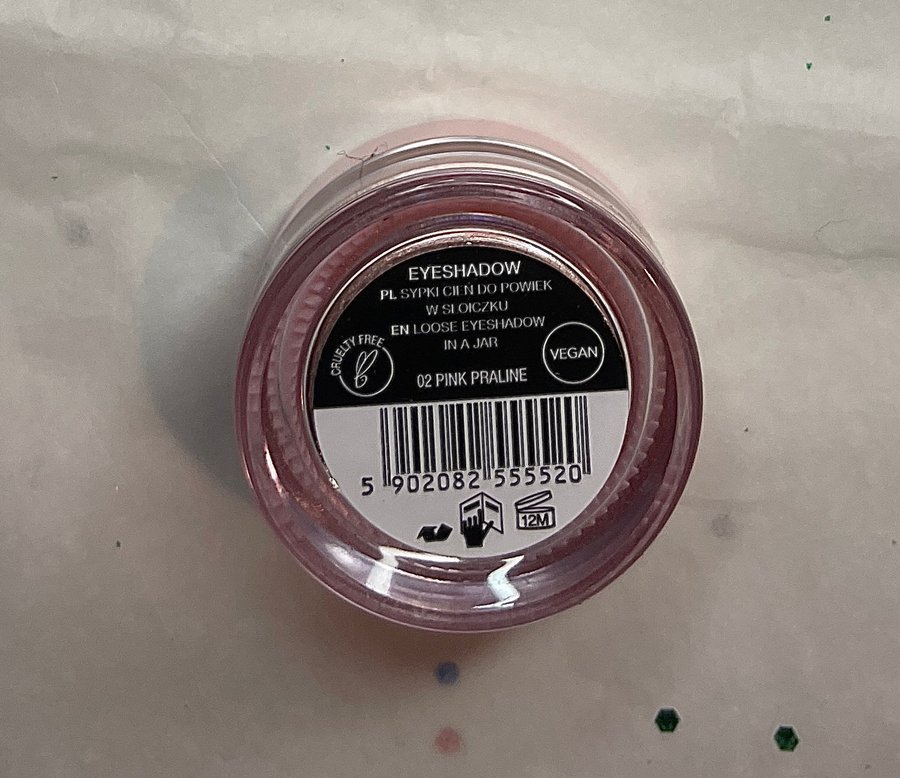 EYESHADOW
PL SYPKI CIEŃ DO POWIEK
W SŁOICZKU
EN LOOSE EYESHADOW
IN A JAR
CRUELTY FREE
VEGAN
02 PINK PRALINE
5 902082 555520
12M